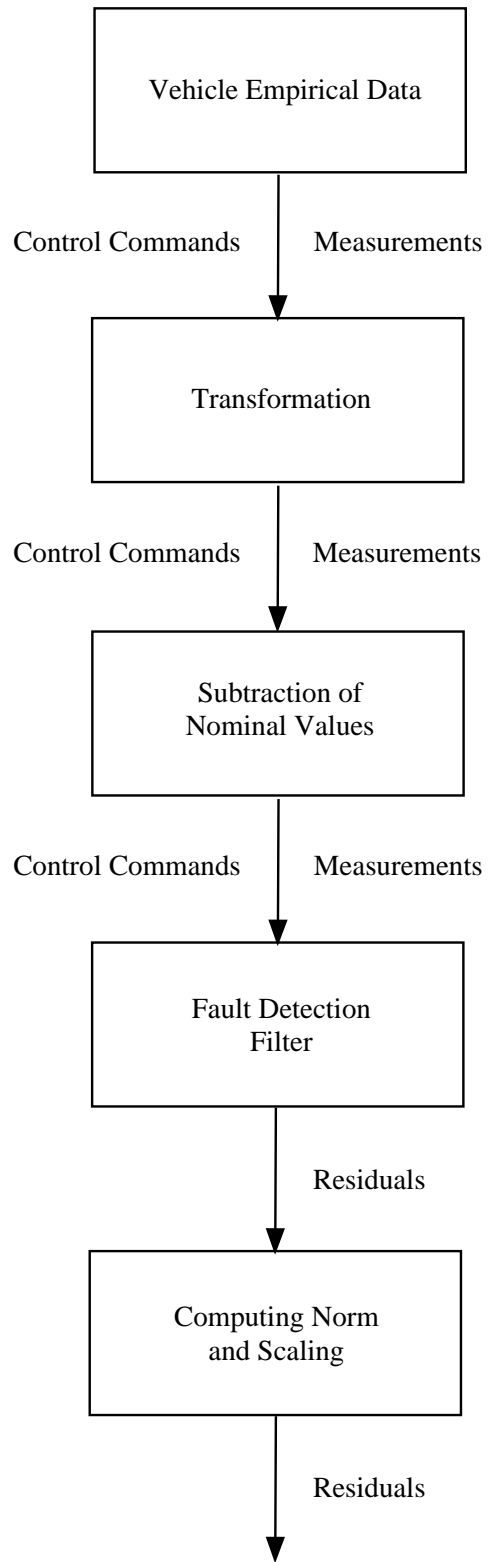 Vehicle Empirical Data
Control Commands Measurements
Transformation
Control Commands Measurements
Subtraction of
Nominal Values
Control Commands Measurements
Fault Detection
Filter
Residuals
Computing Norm
and Scaling
Residuals